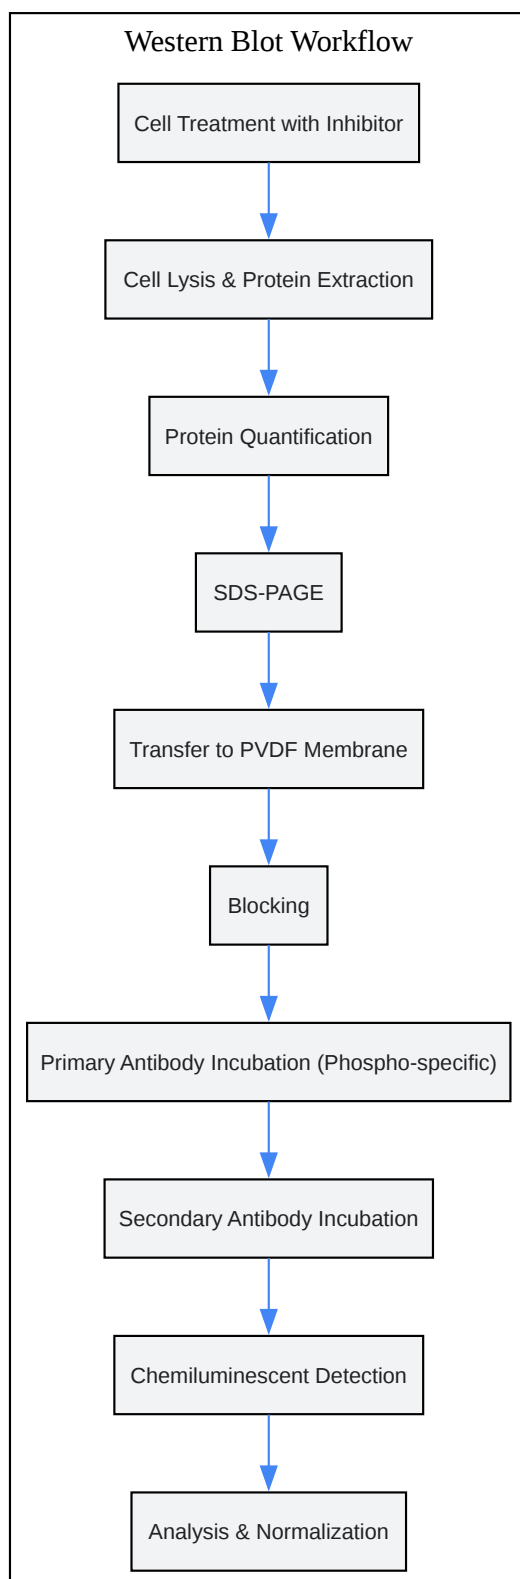 Western Blot Workflow
Cell Treatment with Inhibitor
Cell Lysis & Protein Extraction
Protein Quantification
SDS-PAGE
Transfer to PVDF Membrane
Blocking
Primary Antibody Incubation (Phospho-specific)
Secondary Antibody Incubation
Chemiluminescent Detection
Analysis & Normalization